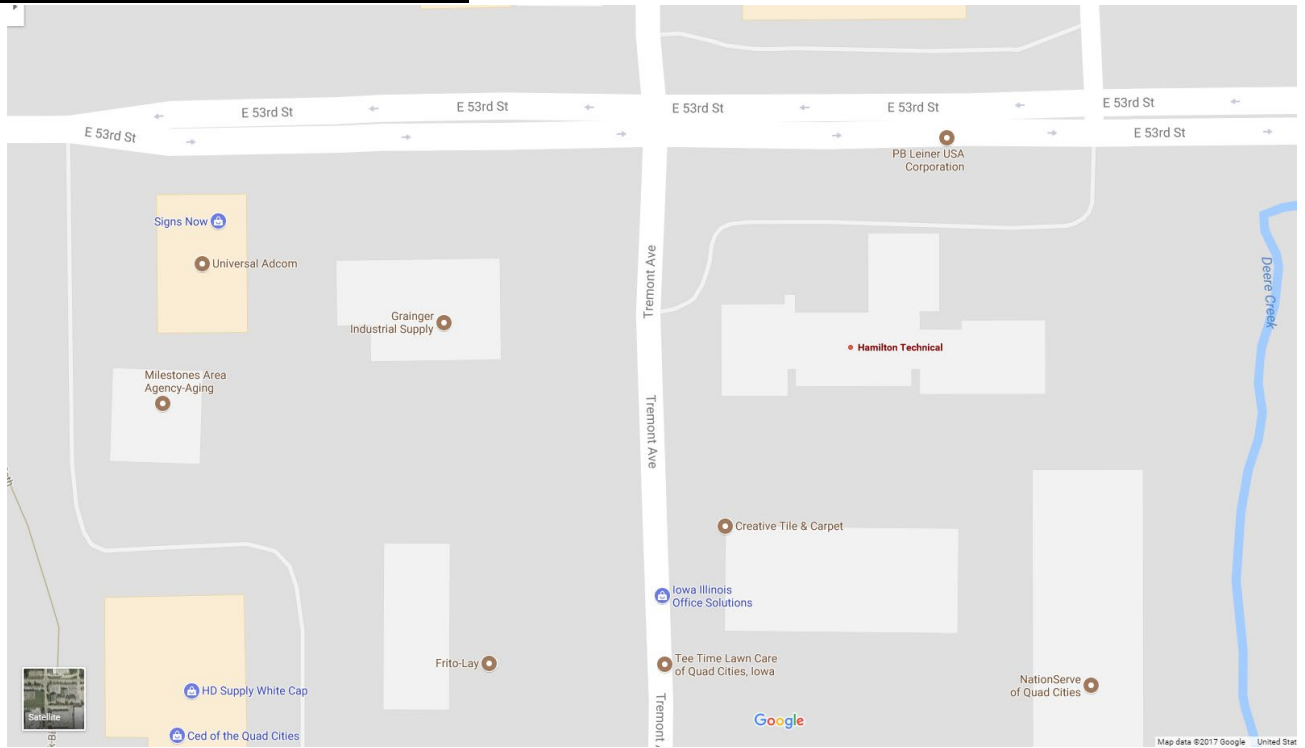 E 53rd St
E 53rd St
E 53rd St
E 53rd St
E 53rd St
E 53rd St
E 53rd St
PB Leiner USA
Corporation
Signs Now
Universal Adcom
Tremont Ave
Deere Creek
Grainger
Industrial Supply
Hamilton Technical
Milestones Area
Agency-Aging
Tremont Ave
Creative Tile & Carpet
Iowa Illinois
Office Solutions
Frito-Lay
Tee Time Lawn Care
of Quad Cities, Iowa
NationServe
of Quad Cities
HD Supply White Cap
Tremont
Satellite
Google
Ced of the Quad Cities
Map data ©2017 Google United Stat